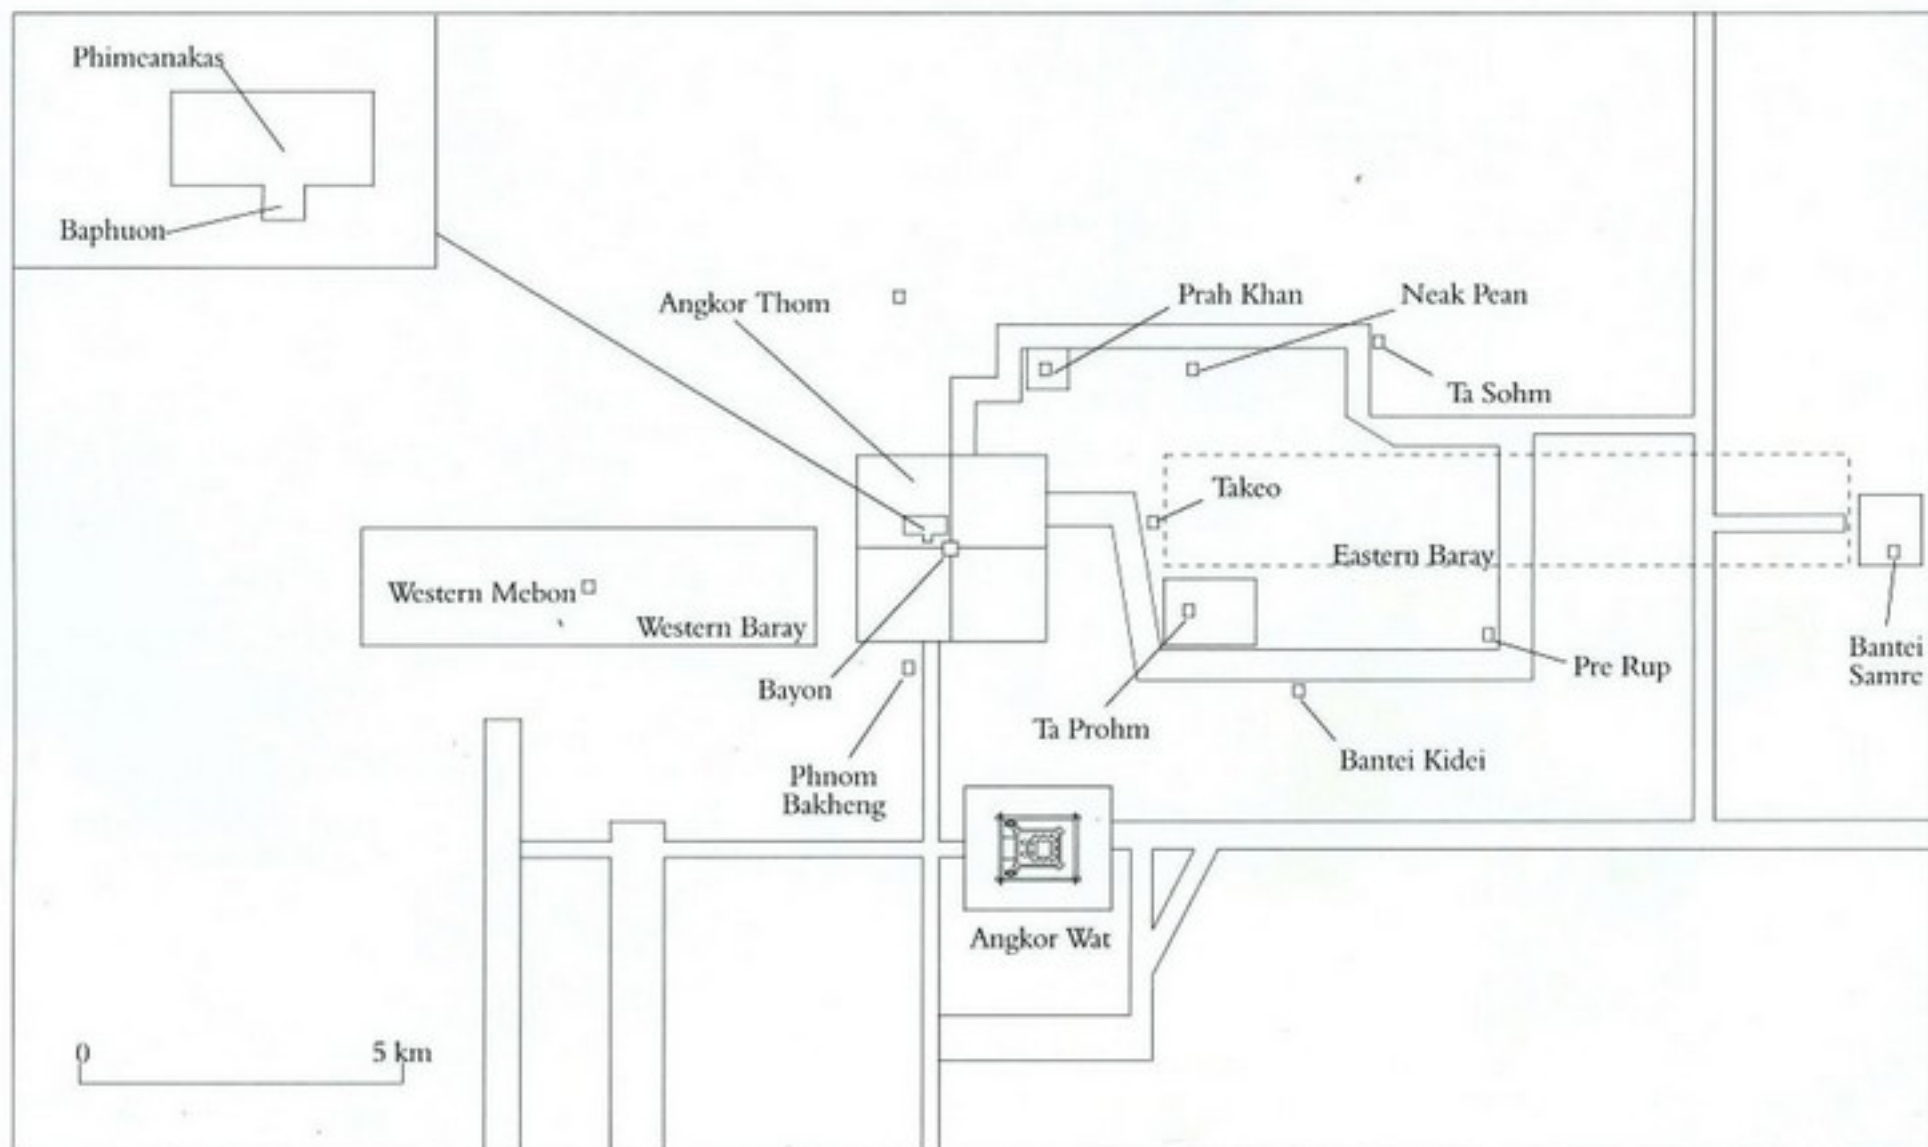 Phimeanakas
Baphuon
Angkor Thom
Prah Khan
Neak Pean
Ta Sohm
Takeo
Eastern Baray
Western Mebon
Western Baray
Bayon
Phnom
Bakheng
Ta Prohm
Pre Rup
Bantei
Samre
Bantei Kidei
Angkor Wat
0
5 km